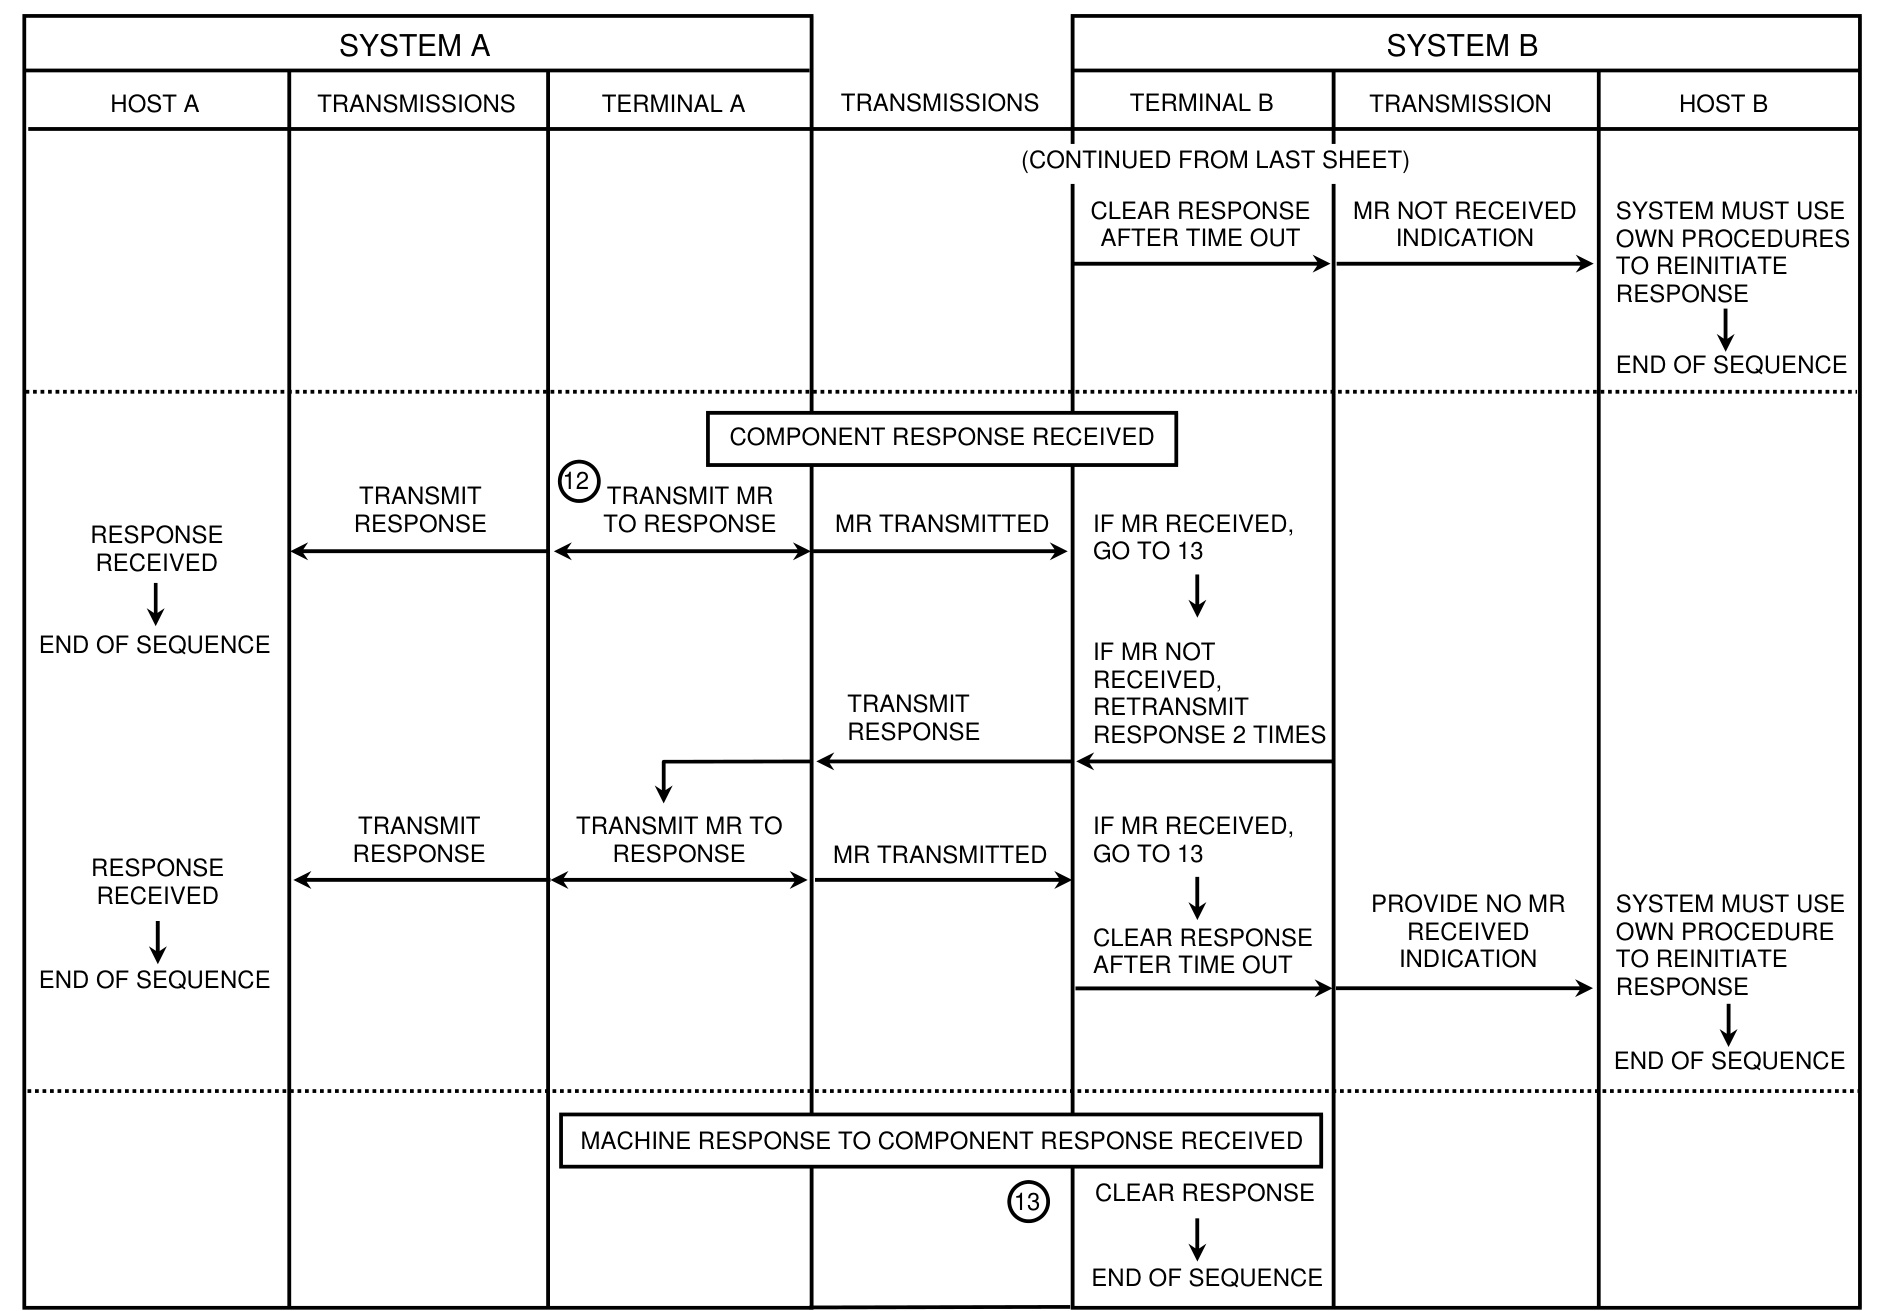 SYSTEM A
SYSTEM B
HOST A
TRANSMISSIONS
TERMINAL A
TRANSMISSIONS
TERMINAL B
TRANSMISSION
HOST B
(CONTINUED FROM LAST SHEET)
CLEAR RESPONSE
AFTER TIME OUT
MR NOT RECEIVED
INDICATION
SYSTEM MUST USE
OWN PROCEDURES
TO REINITIATE
RESPONSE
END OF SEQUENCE
COMPONENT RESPONSE RECEIVED
RESPONSE
RECEIVED
END OF SEQUENCE
TRANSMIT
RESPONSE
12
TRANSMIT MR
TO RESPONSE
MR TRANSMITTED
IF MR RECEIVED,
GO TO 13
IF MR NOT
RECEIVED,
RETRANSMIT
RESPONSE 2 TIMES
TRANSMIT
RESPONSE
RESPONSE
RECEIVED
END OF SEQUENCE
TRANSMIT
RESPONSE
TRANSMIT MR TO
RESPONSE
MR TRANSMITTED
IF MR RECEIVED,
GO TO 13
CLEAR RESPONSE
AFTER TIME OUT
PROVIDE NO MR
RECEIVED
INDICATION
SYSTEM MUST USE
OWN PROCEDURE
TO REINITIATE
RESPONSE
END OF SEQUENCE
MACHINE RESPONSE TO COMPONENT RESPONSE RECEIVED
13
CLEAR RESPONSE
END OF SEQUENCE